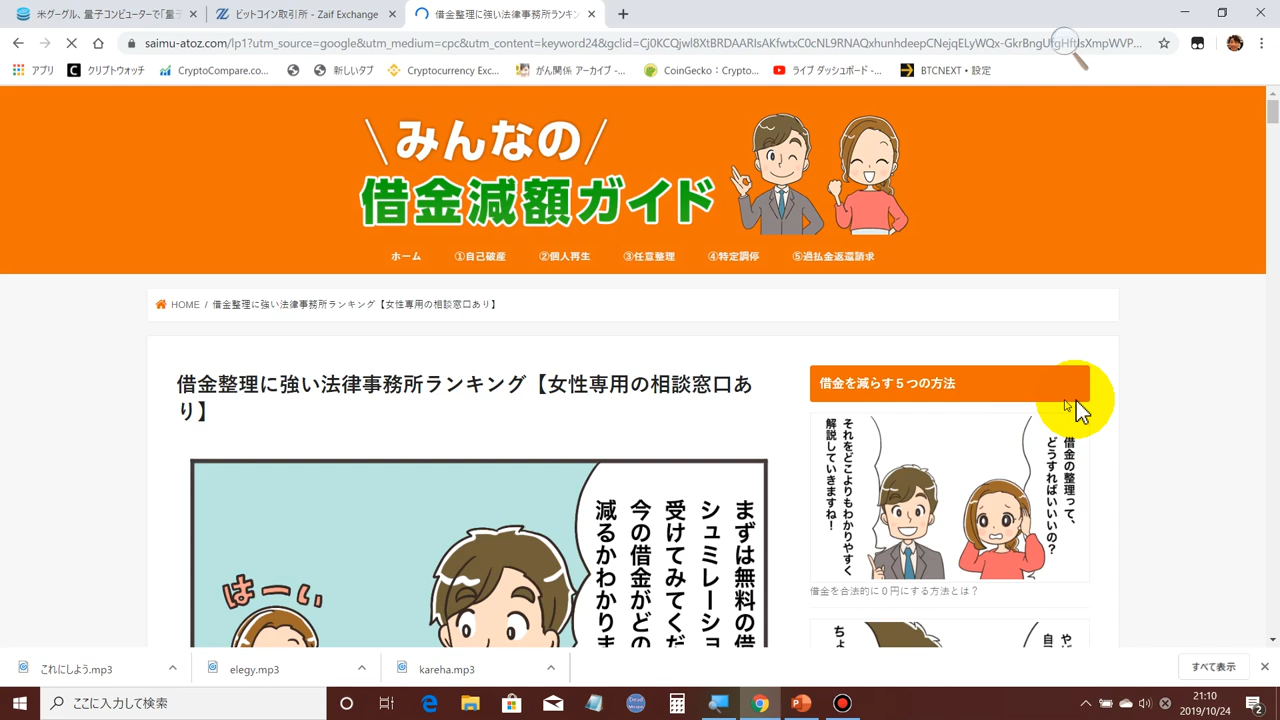 米グーグル、量子コンピュータで「量子
ビットコイン取引所 - Zaif Exchange
借金整理に強い法律事務所ランキン
saimu-atoz.com/lp1?utm_source=google&utm_medium=cpc&utm_content=keyword24&gclid=
アプリ
クリプトウォッチ
CryptoCompare.co...
新しいタブ
Cryptocurrency Exc...
がん関係 アーカイブ -...
CoinGecko：Crypto...
ライブ ダッシュボード -...
BTCNEXT・設定
みんなの
借金減額ガイド
ホーム ①自己破産 ②個人再生 ③任意整理 ④特定調停 ⑤過払金返還請求
HOME / 借金整理に強い法律事務所ランキング【女性専用の相談窓口あり】
借金整理に強い法律事務所ランキング【女性専用の相談窓口あ
り】
まずは無料の借
シュミレーショ
受けてみてくだ
今の借金がどの
減るかわかりま
はーい
借金を減らす５つの方法
借金の整理って、
どうすればいいの？
それをどこよりもわかりやすく
解説していきますね！
借金を合法的に０円にする方法とは？
ちょ
や
自
これにしよう.mp3
elegy.mp3
kareha.mp3
すべて表示
ここに入力して検索
21:10
2019/10/24
2